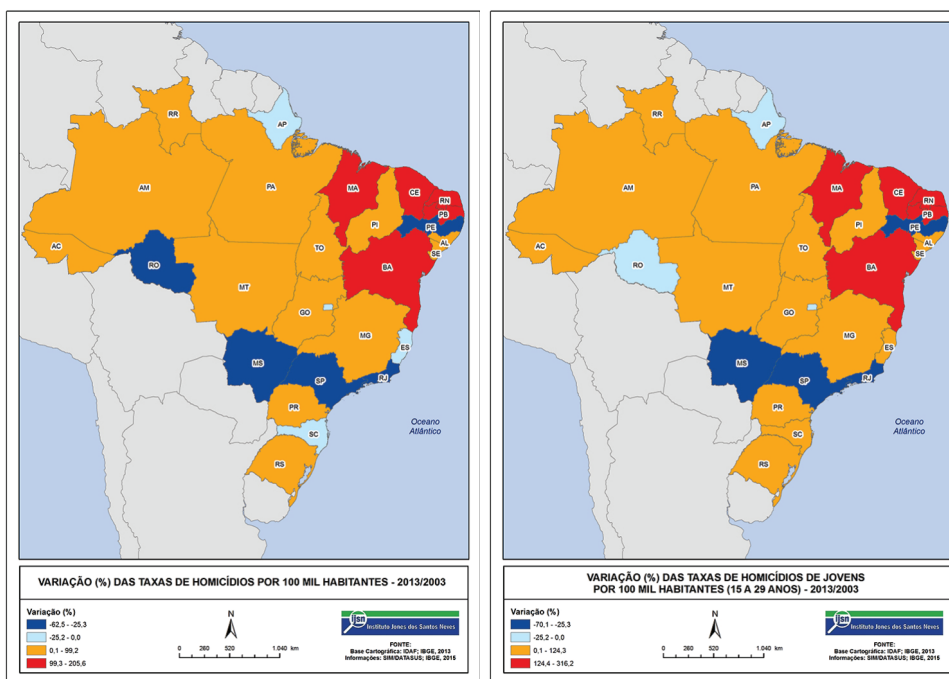 RR
AP
AM
PA
MA
CE
RN
PB
PE
PI
AL
SE
AC
RO
TO
BA
MT
GO
MG
ES
MS
SP
RJ
PR
SC
RS
Oceano
Atlântico
VARIAÇÃO (%) DAS TAXAS DE HOMICÍDIOS POR 100 MIL HABITANTES - 2013/2003
Variação (%)
-62,5 - -25,3
-25,2 - 0,0
0,1 - 99,2
99,3 - 205,6
N
0 260 520 1.040 km
ijsn
Instituto Jones dos Santos Neves
FONTE:
Base Cartográfica: IDAF; IBGE, 2013
Informações: SIM/DATASUS; IBGE, 2015
RR
AP
AM
PA
MA
CE
RN
PB
PE
PI
AL
SE
AC
RO
TO
BA
MT
GO
MG
ES
MS
SP
RJ
PR
SC
RS
Oceano
Atlântico
VARIAÇÃO (%) DAS TAXAS DE HOMICÍDIOS DE JOVENS
POR 100 MIL HABITANTES (15 A 29 ANOS) - 2013/2003
Variação (%)
-70,1 - -25.3
-25,2 - 0,0
0,1 - 124,3
124,4 - 316,2
N
0 260 520 1.040 km
ijsn
Instituto Jones dos Santos Neves
FONTE:
Base Cartográfica: IDAF; IBGE, 2013
Informações: SIM/DATASUS; IBGE, 2015